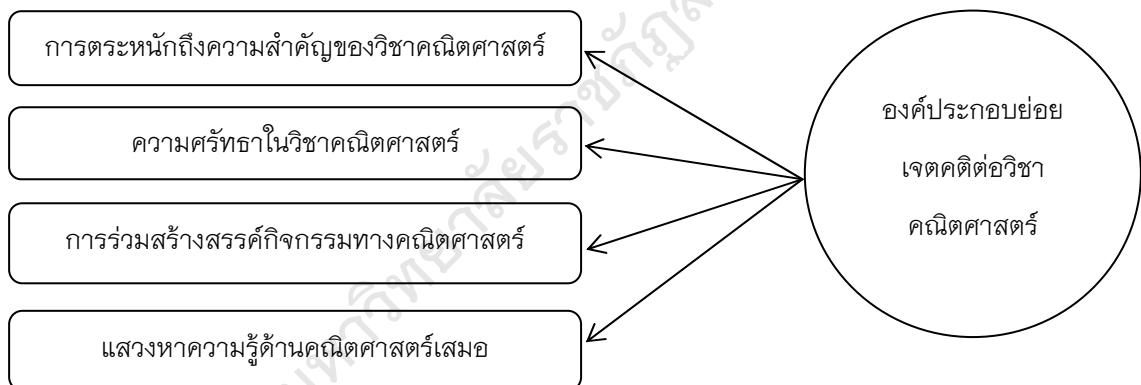 การตระหนักถึงความสำคัญของวิชาคณิตศาสตร์
ความศรัทธาในวิชาคณิตศาสตร์
การร่วมสร้างสรรค์กิจกรรมทางคณิตศาสตร์
แสวงหาความรู้ด้านคณิตศาสตร์เสมอ
องค์ประกอบย่อย
เจตคติต่อวิชา
คณิตศาสตร์